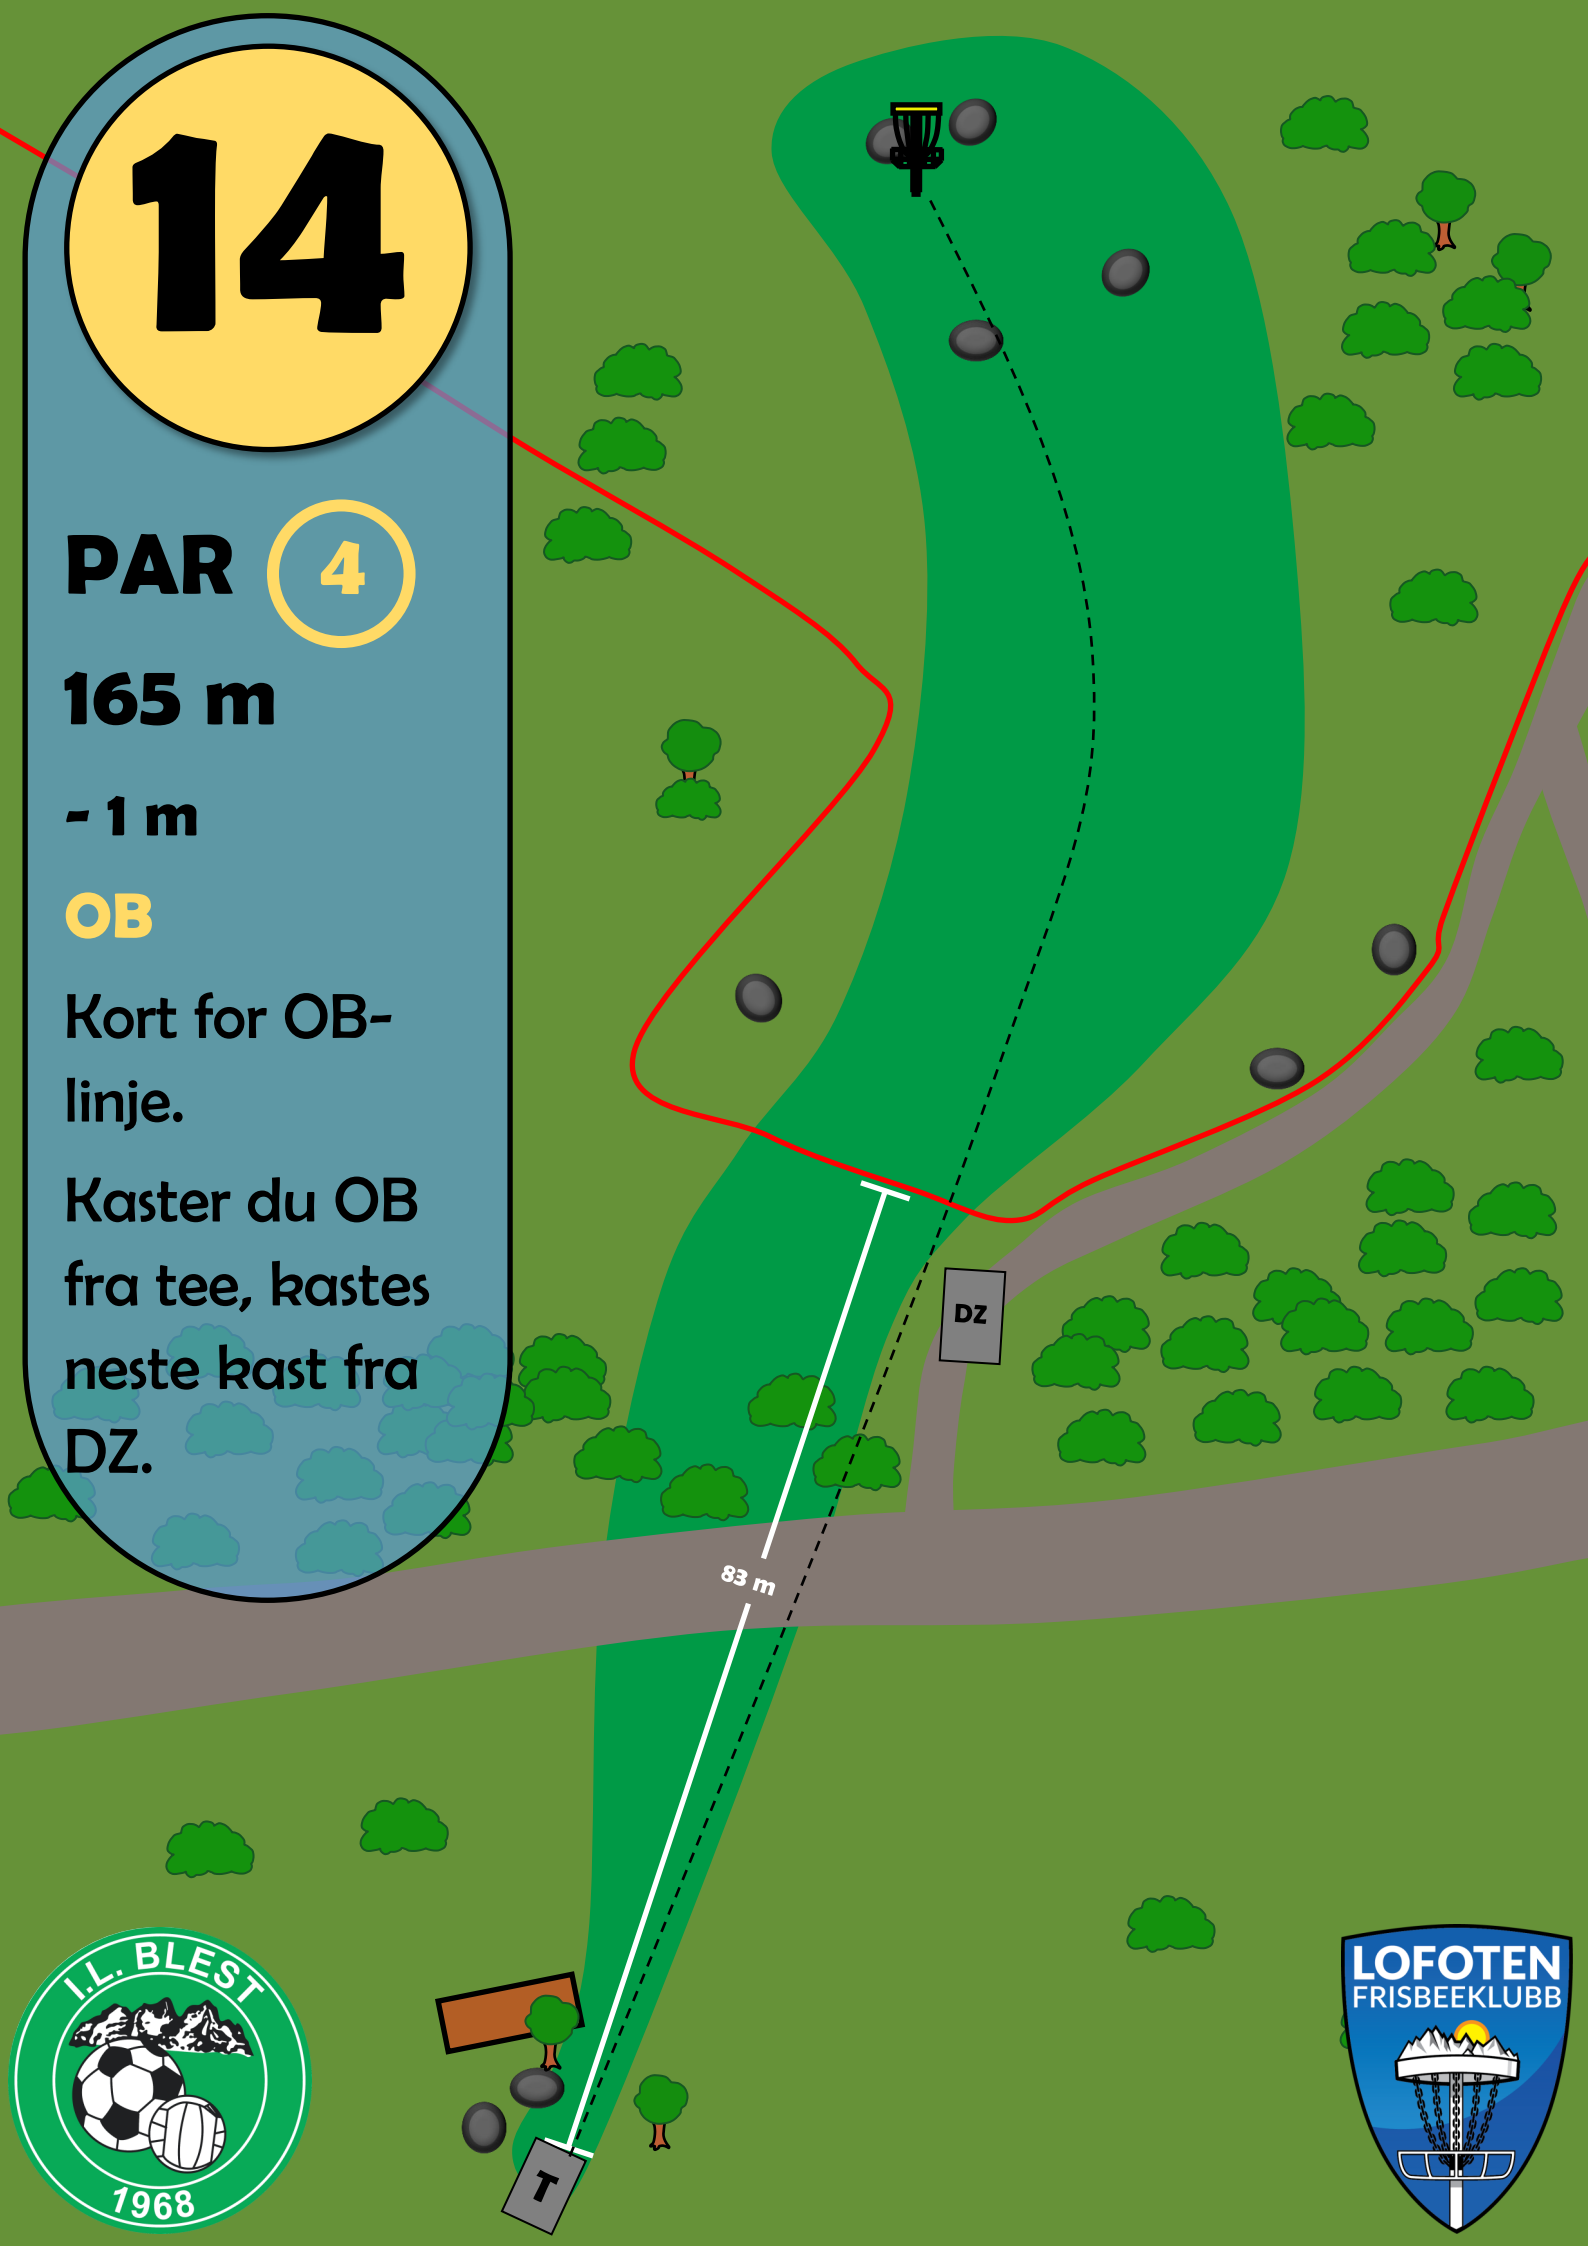 14
PAR 4
165 m
- 1 m
OB
Kort for OB-
linje.
Kaster du OB
fra tee, kastes
neste kast fra
DZ.
DZ
83 m
T
I.L. BLEST
1968
LOFOTEN
FRISBEEKLUBB